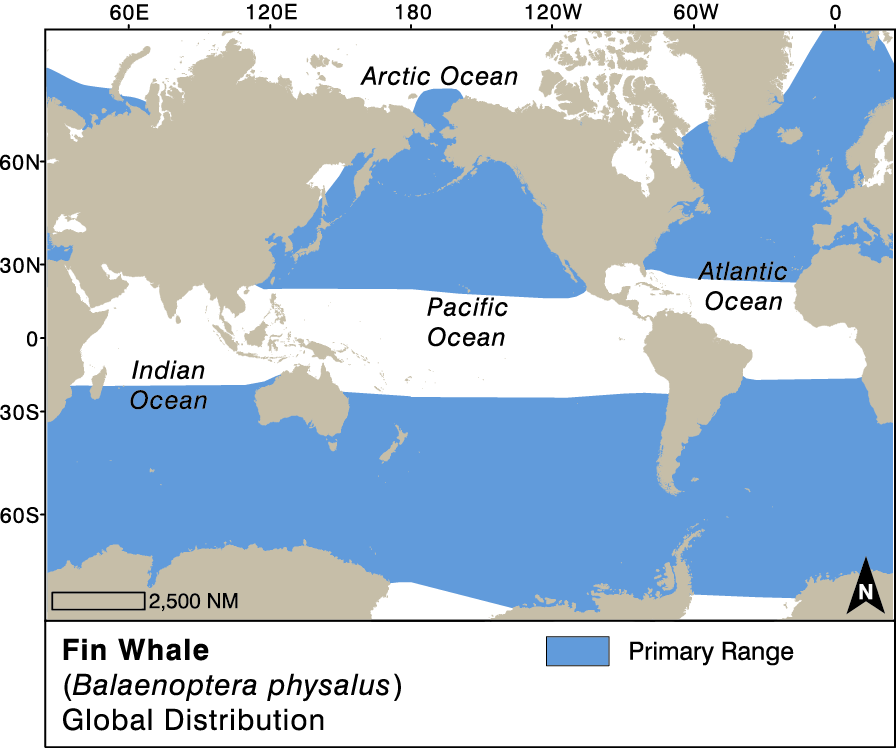 60E 120E 180 120W 60W 0
Arctic Ocean
60N
30N
Atlantic
Ocean
Pacific
Ocean
0
Indian
Ocean
30S
60S
N
2,500 NM
Fin Whale
(Balaenoptera physalus)
Global Distribution
Primary Range